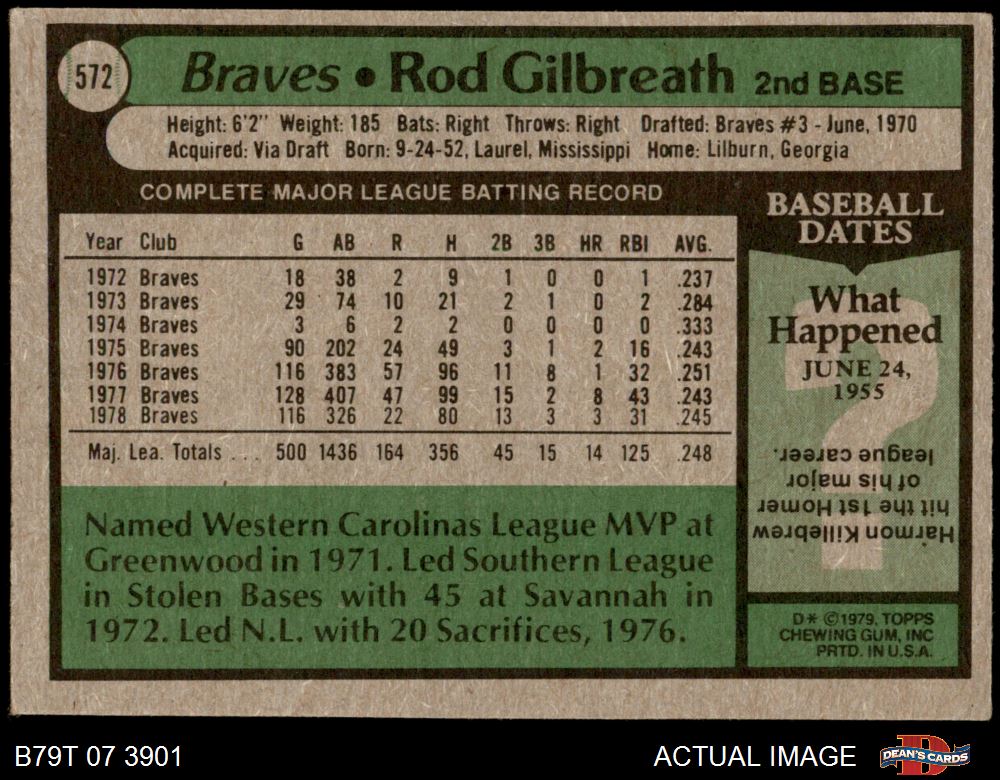 572
Braves • Rod Gilbreath 2nd BASE
Height: 6'2" Weight: 185 Bats: Right Throws: Right Drafted: Braves #3 - June, 1970
Acquired: Via Draft Born: 9-24-52, Laurel, Mississippi Home: Lilburn, Georgia
COMPLETE MAJOR LEAGUE BATTING RECORD
Year Club G AB R H 2B 3B HR RBI AVG.
1972 Braves 18 38 2 9 1 0 0 1 .237
1973 Braves 29 74 10 21 2 1 0 2 .284
1974 Braves 3 6 2 2 0 0 0 0 .333
1975 Braves 90 202 24 49 3 1 2 16 .243
1976 Braves 116 383 57 96 11 8 1 32 .251
1977 Braves 128 407 47 99 15 2 8 43 .243
1978 Braves 116 326 22 80 13 3 3 31 .245
Maj. Lea. Totals . . . 500 1436 164 356 45 15 14 125 .248
Named Western Carolinas League MVP at
Greenwood in 1971. Led Southern League
in Stolen Bases with 45 at Savannah in
1972. Led N.L. with 20 Sacrifices, 1976.
BASEBALL
DATES
What
Happened
JUNE 24,
1955
?
Harmon Killebrew
hit the 1st Homer
of his major
league career.
D* ©1979, TOPPS
CHEWING GUM, INC
PRTD. IN U.S.A.
B79T 07 3901
ACTUAL IMAGE
D
DEAN'S CARDS